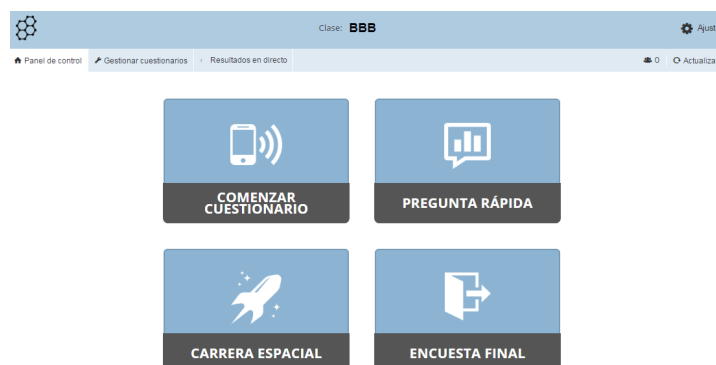 Clase: BBB
Ajust
Panel de control
Gestionar cuestionarios
Resultados en directo
0
Actualiza
COMENZAR
CUESTIONARIO
PREGUNTA RÁPIDA
CARRERA ESPACIAL
ENCUESTA FINAL